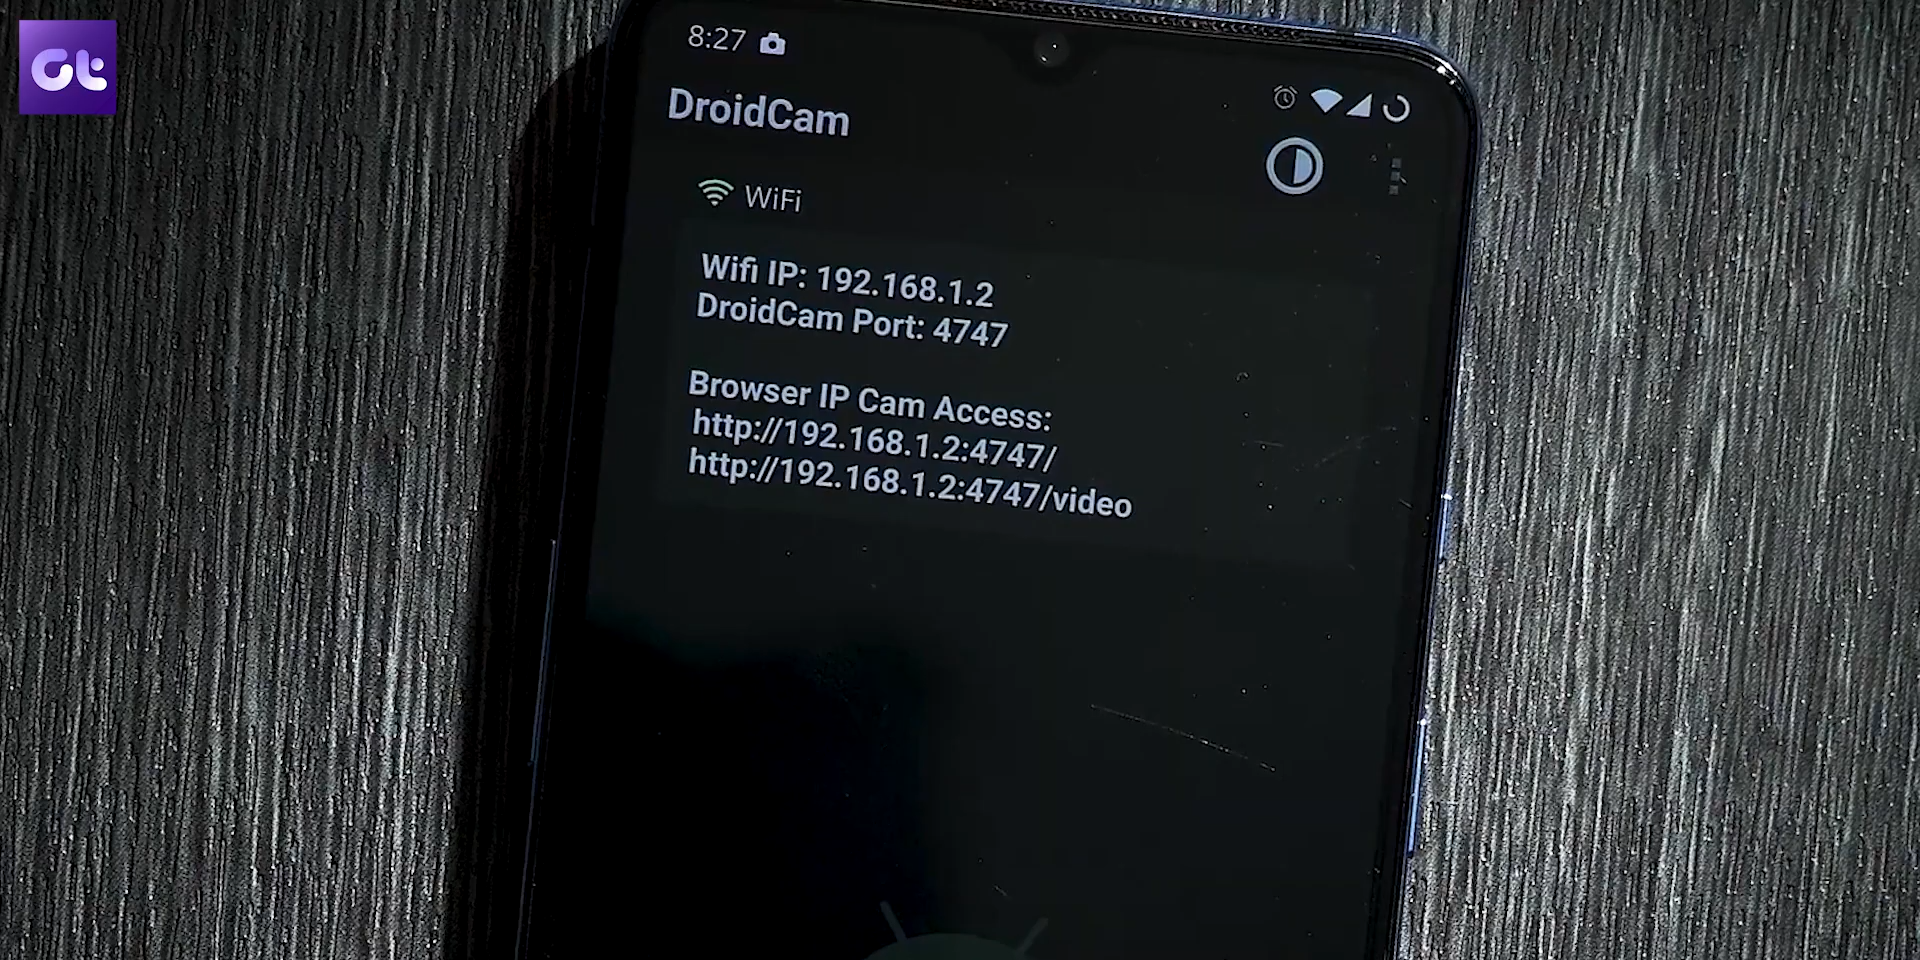 Gt
8:27
DroidCam
WiFi
Wifi IP: 192.168.1.2
DroidCam Port: 4747
Browser IP Cam Access:
http://192.168.1.2:4747/
http://192.168.1.2:4747/video